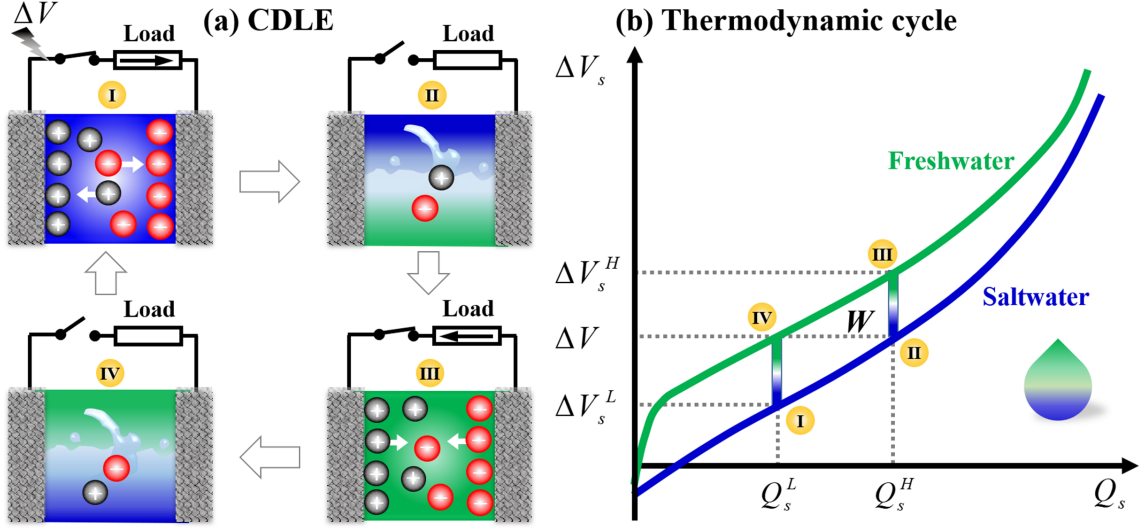 (a) CDLE
ΔV
Load
Load
I
II
Load
Load
IV
III
(b) Thermodynamic cycle
ΔV_s
Freshwater
III
ΔV_s^H
Saltwater
IV
W
ΔV
II
ΔV_s^L
I
Q_s^L
Q_s^H
Q_s